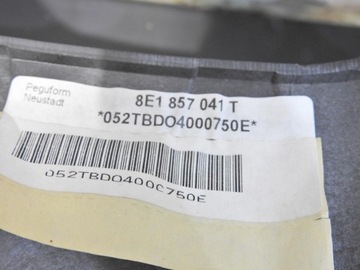 Peguform
Neustadt
8E1 857 041 T
*052TBDO4000750E*
052TBDO4000750E